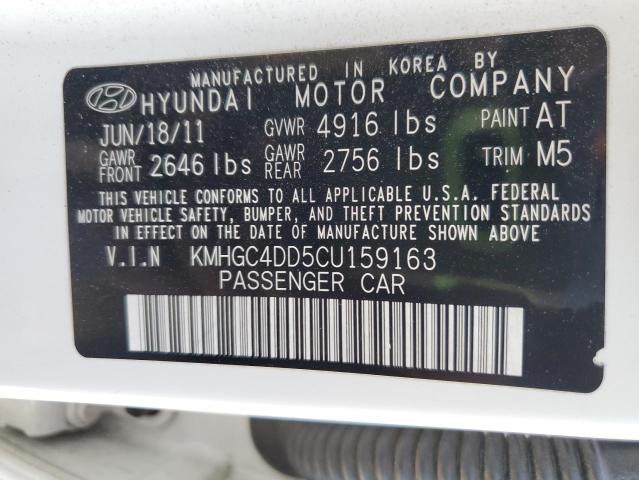 MANUFACTURED IN KOREA BY
HYUNDAI MOTOR COMPANY
JUN/18/11 GVWR 4916 lbs PAINT AT
GAWR FRONT 2646 lbs GAWR REAR 2756 lbs TRIM M5
THIS VEHICLE CONFORMS TO ALL APPLICABLE U.S.A. FEDERAL
MOTOR VEHICLE SAFETY, BUMPER, AND THEFT PREVENTION STANDARDS
IN EFFECT ON THE DATE OF MANUFACTURE SHOWN ABOVE
V.I.N KMHGC4DD5CU159163
PASSENGER CAR